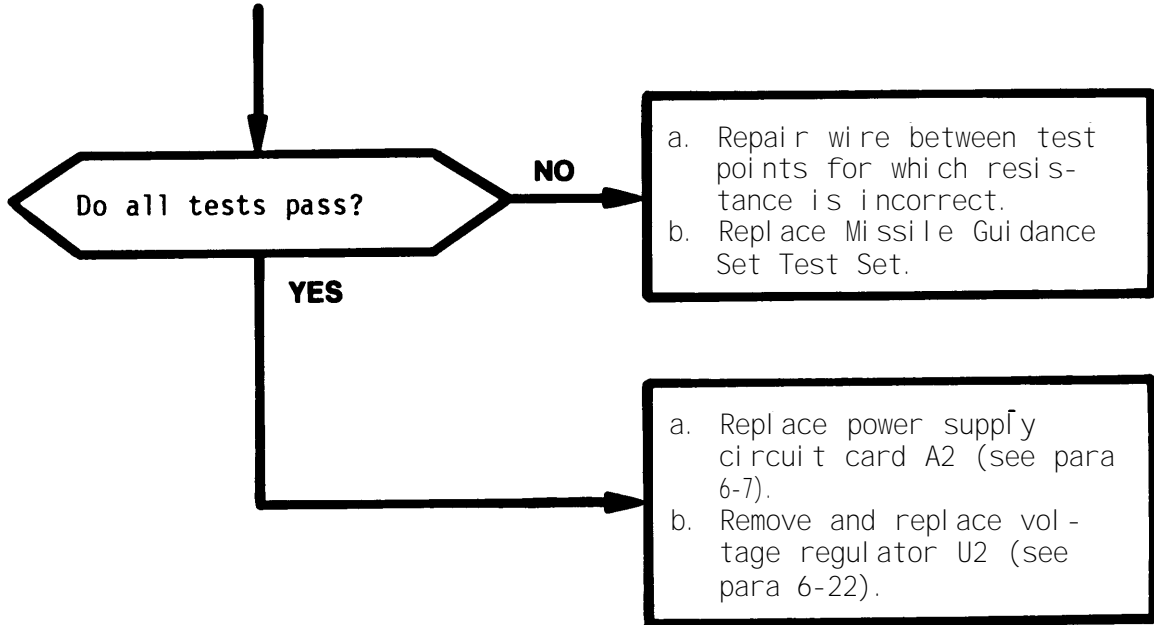 Do all tests pass?
NO
a. Repair wire between test
points for which resis-
tance is incorrect.
b. Replace Missile Guidance
Set Test Set.
YES
a. Replace power supply
circuit card A2 (see para
6-7).
b. Remove and replace vol-
tage regulator U2 (see
para 6-22).